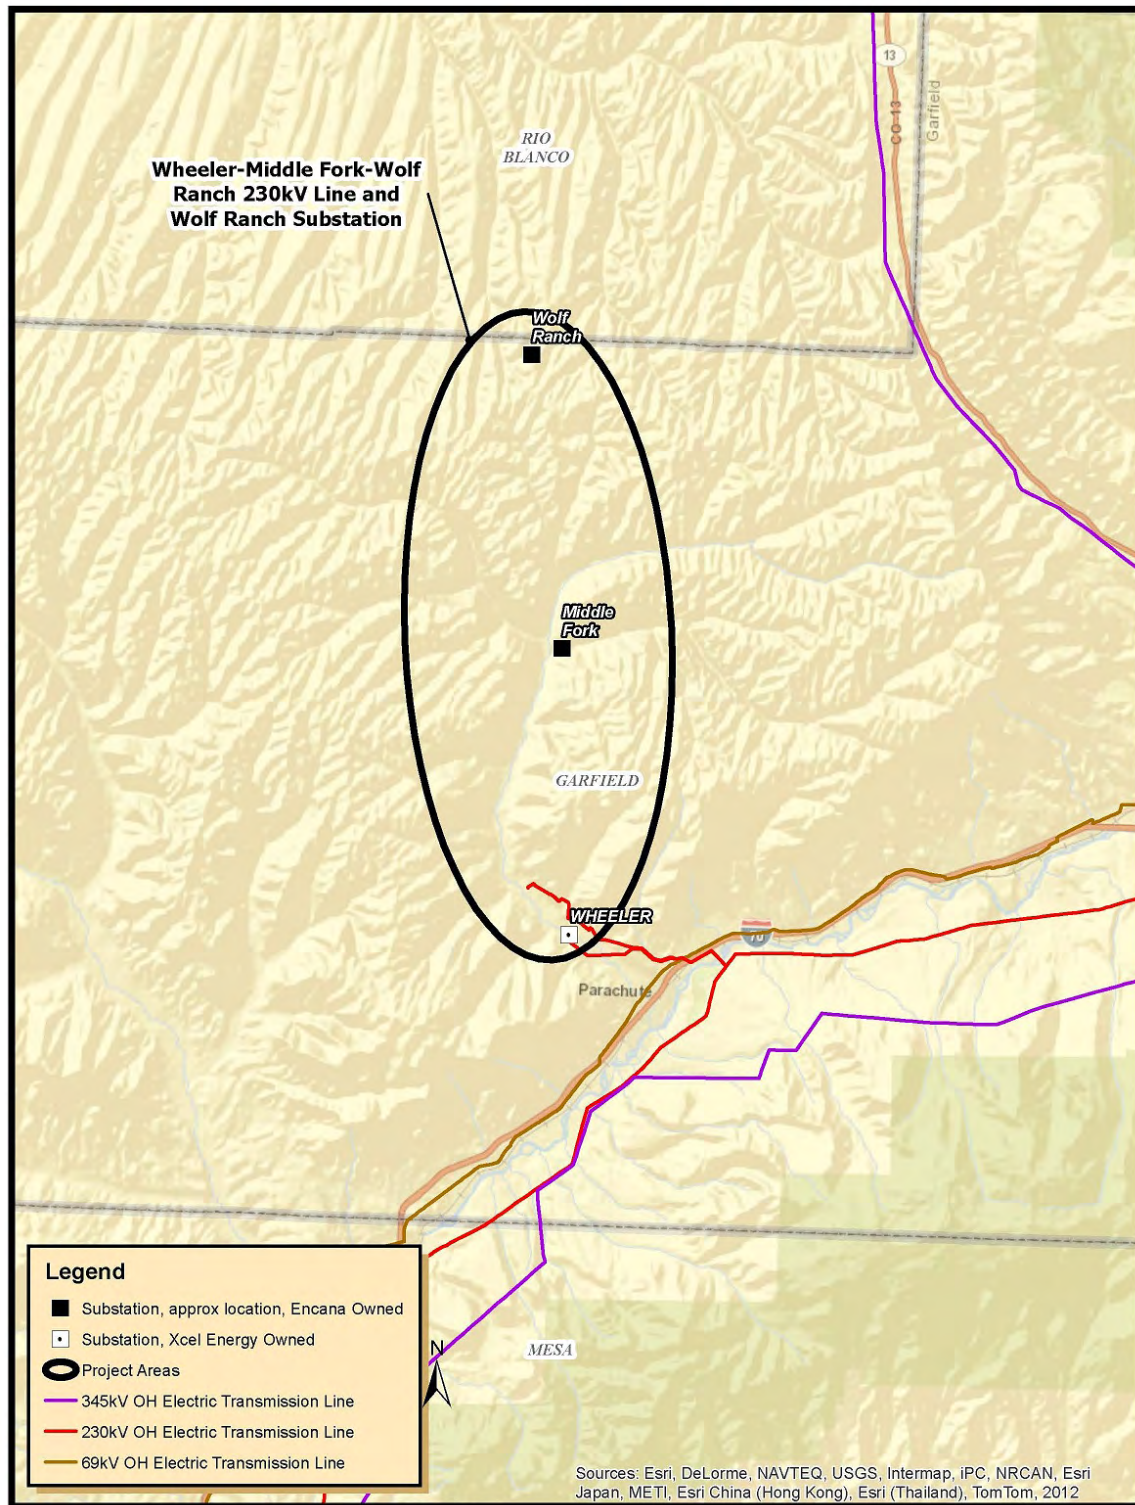 13
CO-13
Garfield
RIO
BLANCO
Wheeler-Middle Fork-Wolf
Ranch 230kV Line and
Wolf Ranch Substation
Wolf
Ranch
Middle
Fork
GARFIELD
WHEELER
70
Parachute
MESA
Legend
Substation, approx location, Encana Owned
Substation, Xcel Energy Owned
Project Areas
345kV OH Electric Transmission Line
230kV OH Electric Transmission Line
69kV OH Electric Transmission Line
N
Sources: Esri, DeLorme, NAVTEQ, USGS, Intermap, iPC, NRCAN, Esri
Japan, METI, Esri China (Hong Kong), Esri (Thailand), TomTom, 2012